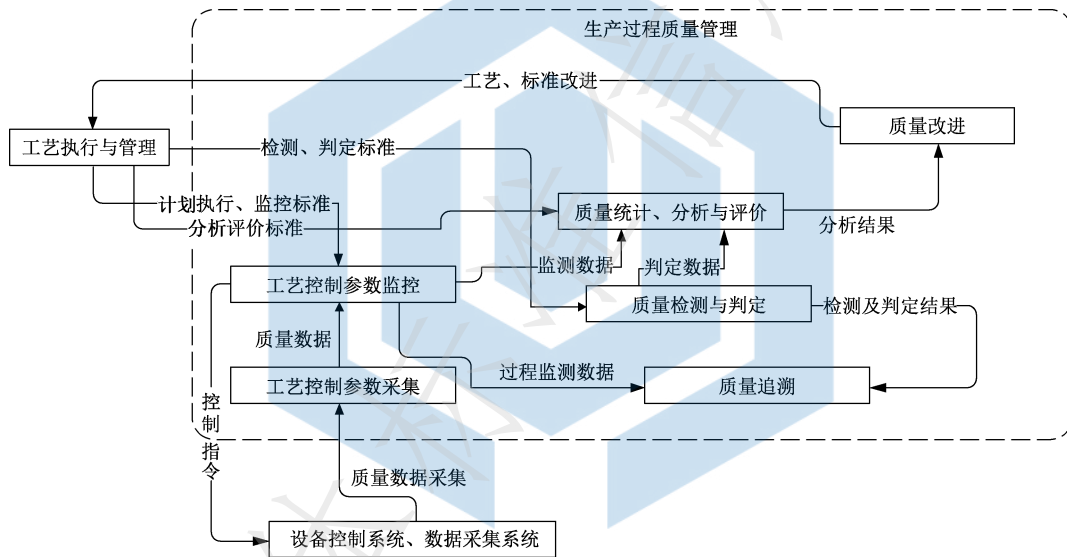 生产过程质量管理
工艺、标准改进
质量改进
工艺执行与管理
检测、判定标准
计划执行、监控标准
分析评价标准
质量统计、分析与评价
分析结果
监测数据
判定数据
工艺控制参数监控
质量检测与判定
检测及判定结果
质量数据
过程监测数据
工艺控制参数采集
质量追溯
控制
指令
质量数据采集
设备控制系统、数据采集系统